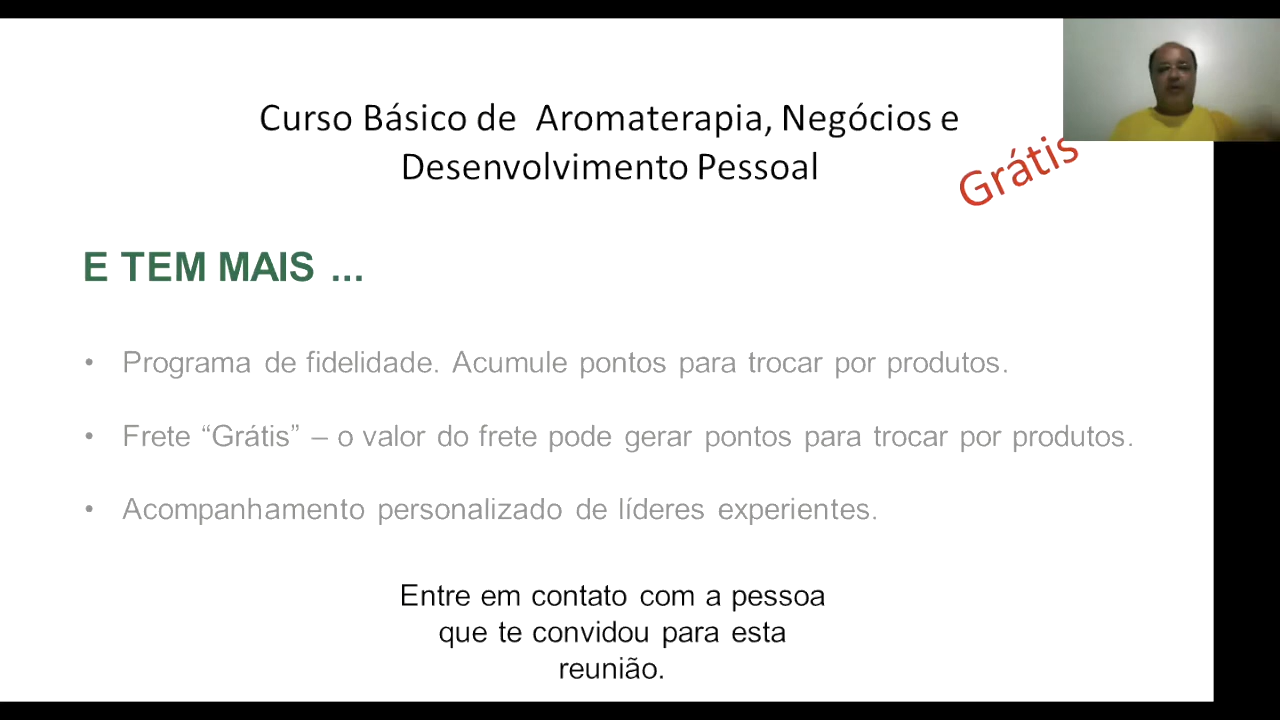 Curso Básico de Aromaterapia, Negócios e
Desenvolvimento Pessoal
Grátis
E TEM MAIS ...
• Programa de fidelidade. Acumule pontos para trocar por produtos.
• Frete “Grátis” – o valor do frete pode gerar pontos para trocar por produtos.
• Acompanhamento personalizado de líderes experientes.
Entre em contato com a pessoa
que te convidou para esta
reunião.